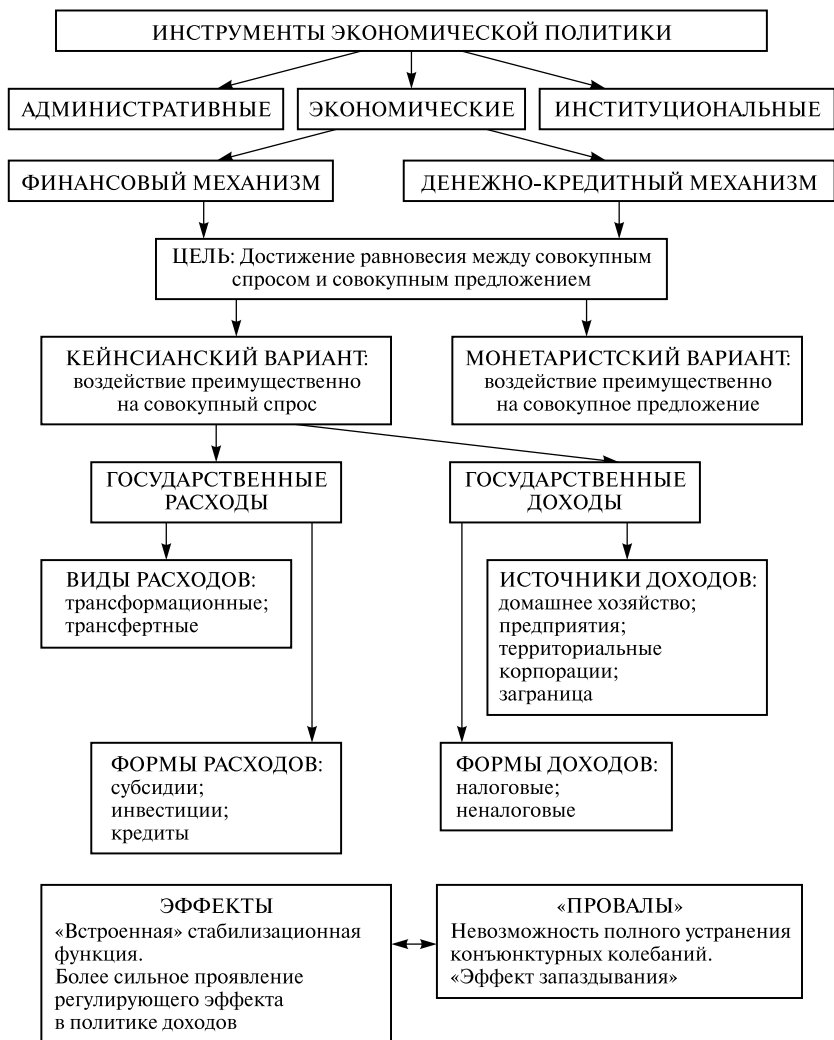 ИНСТРУМЕНТЫ ЭКОНОМИЧЕСКОЙ ПОЛИТИКИ
АДМИНИСТРАТИВНЫЕ
ЭКОНОМИЧЕСКИЕ
ИНСТИТУЦИОНАЛЬНЫЕ
ФИНАНСОВЫЙ МЕХАНИЗМ
ДЕНЕЖНО-КРЕДИТНЫЙ МЕХАНИЗМ
ЦЕЛЬ: Достижение равновесия между совокупным
спросом и совокупным предложением
КЕЙНСИАНСКИЙ ВАРИАНТ:
воздействие преимущественно
на совокупный спрос
МОНЕТАРИСТСКИЙ ВАРИАНТ:
воздействие преимущественно
на совокупное предложение
ГОСУДАРСТВЕННЫЕ
РАСХОДЫ
ГОСУДАРСТВЕННЫЕ
ДОХОДЫ
ВИДЫ РАСХОДОВ:
трансформационные;
трансфертные
ИСТОЧНИКИ ДОХОДОВ:
домашнее хозяйство;
предприятия;
территориальные
корпорации;
заграница
ФОРМЫ РАСХОДОВ:
субсидии;
инвестиции;
кредиты
ФОРМЫ ДОХОДОВ:
налоговые;
неналоговые
ЭФФЕКТЫ
«Встроенная» стабилизационная
функция.
Более сильное проявление
регулирующего эффекта
в политике доходов
«ПРОВАЛЫ»
Невозможность полного устранения
конъюнктурных колебаний.
«Эффект запаздывания»